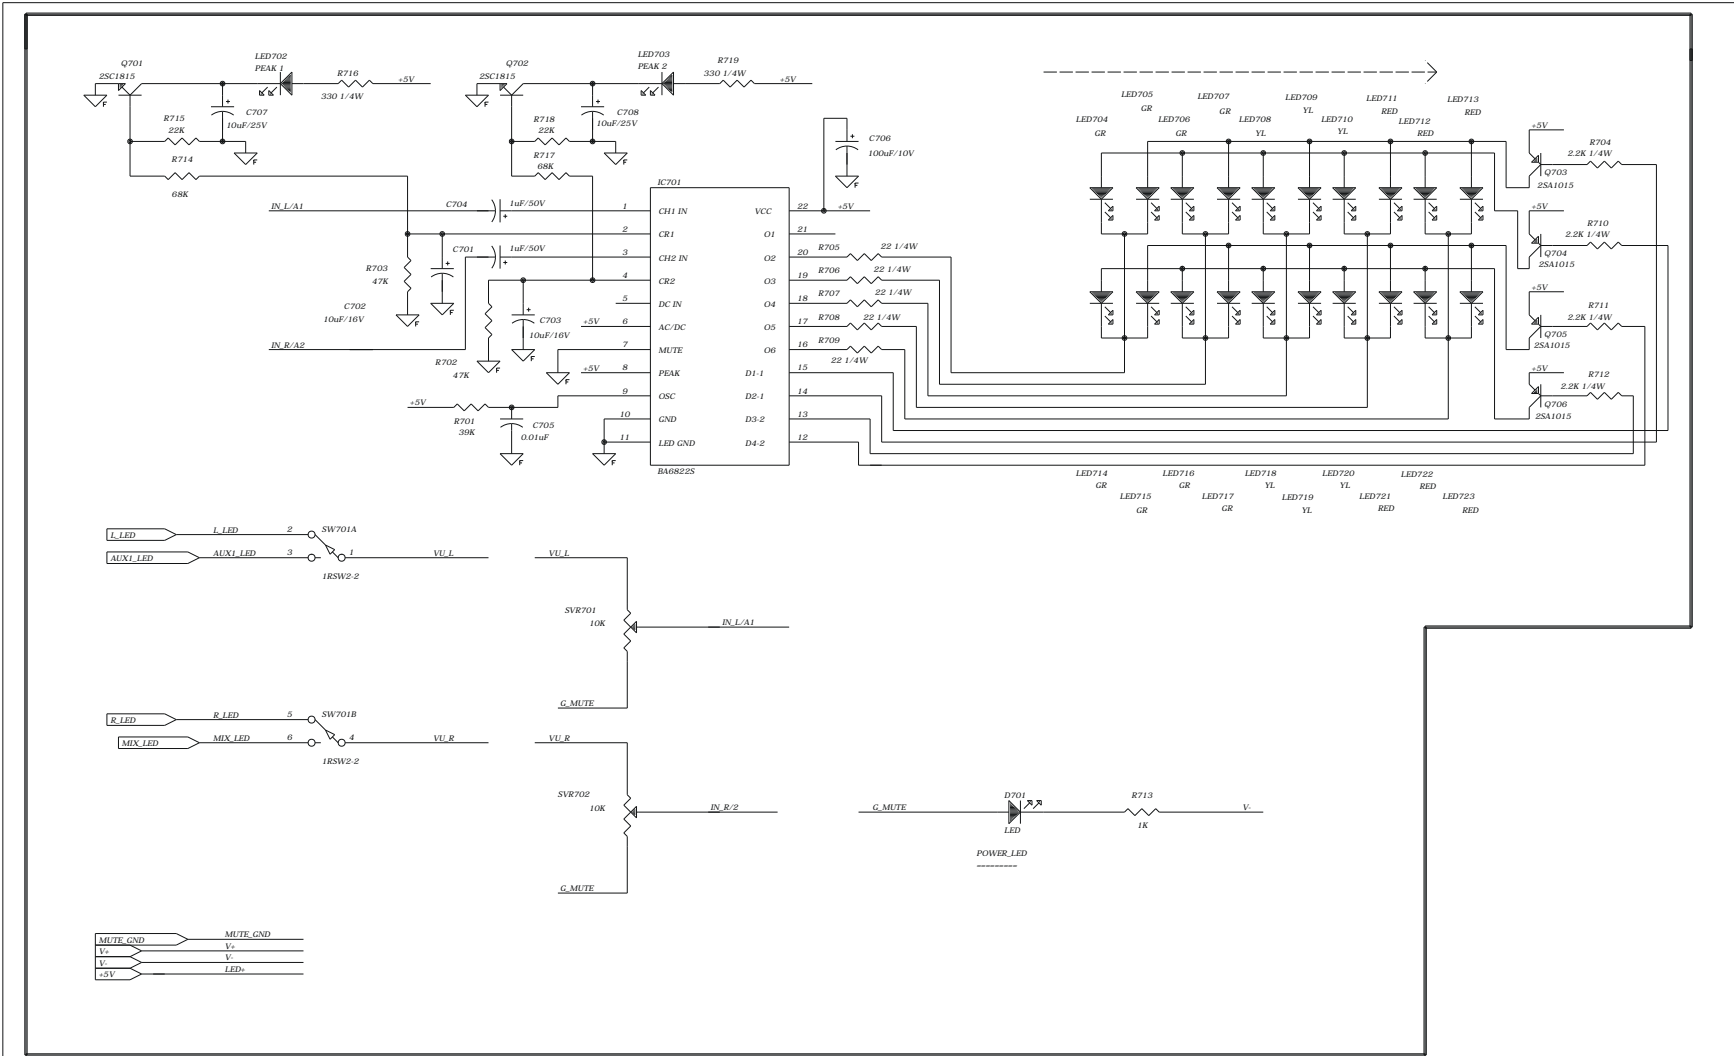 Q701
2SC1815
LED702
PEAK 1
R716
330 1/4W
+5V
C707
10uF/25V
R715
22K
F
F
R714
68K
Q702
2SC1815
LED703
PEAK 2
R719
330 1/4W
+5V
C708
10uF/25V
R718
22K
F
F
R717
68K
C706
100uF/10V
F
+5V
IC701
IN_L/A1
C704
1uF/50V
C701
1uF/50V
R703
47K
C702
10uF/16V
F
F
IN_R/A2
R702
47K
F
C703
10uF/16V
F
+5V
F
+5V
+5V
R701
39K
C705
0.01uF
F
F
1 CH1 IN VCC 22
2 CR1 O1 21
3 CH2 IN O2 20
4 CR2 O3 19
5 DC IN O4 18
6 AC/DC O5 17
7 MUTE O6 16
8 PEAK D1-1 15
9 OSC D2-1 14
10 GND D3-2 13
11 LED GND D4-2 12
BA6822S
R705 22 1/4W
R706 22 1/4W
R707 22 1/4W
R708 22 1/4W
R709
22 1/4W
LED705 LED707 LED709 LED711 LED713
GR GR YL RED RED
LED704 LED706 LED708 LED710 LED712
GR GR YL YL RED
+5V
R704
2.2K 1/4W
Q703
2SA1015
+5V
R710
2.2K 1/4W
Q704
2SA1015
+5V
R711
2.2K 1/4W
Q705
2SA1015
+5V
R712
2.2K 1/4W
Q706
2SA1015
LED714 LED716 LED718 LED720 LED722
GR GR YL YL RED
LED715 LED717 LED719 LED721 LED723
GR GR YL RED RED
L_LED L_LED 2 SW701A
AUX1_LED AUX1_LED 3 1 VU_L
1RSW2-2
VU_L
SVR701
10K
IN_L/A1
G_MUTE
R_LED R_LED 5 SW701B
MIX_LED MIX_LED 6 4 VU_R
1RSW2-2
VU_R
SVR702
10K
IN_R/2
G_MUTE
G_MUTE D701 R713 V-
LED 1K
POWER_LED
---------
MUTE_GND MUTE_GND
V+ V+
V- V-
+5V LED+